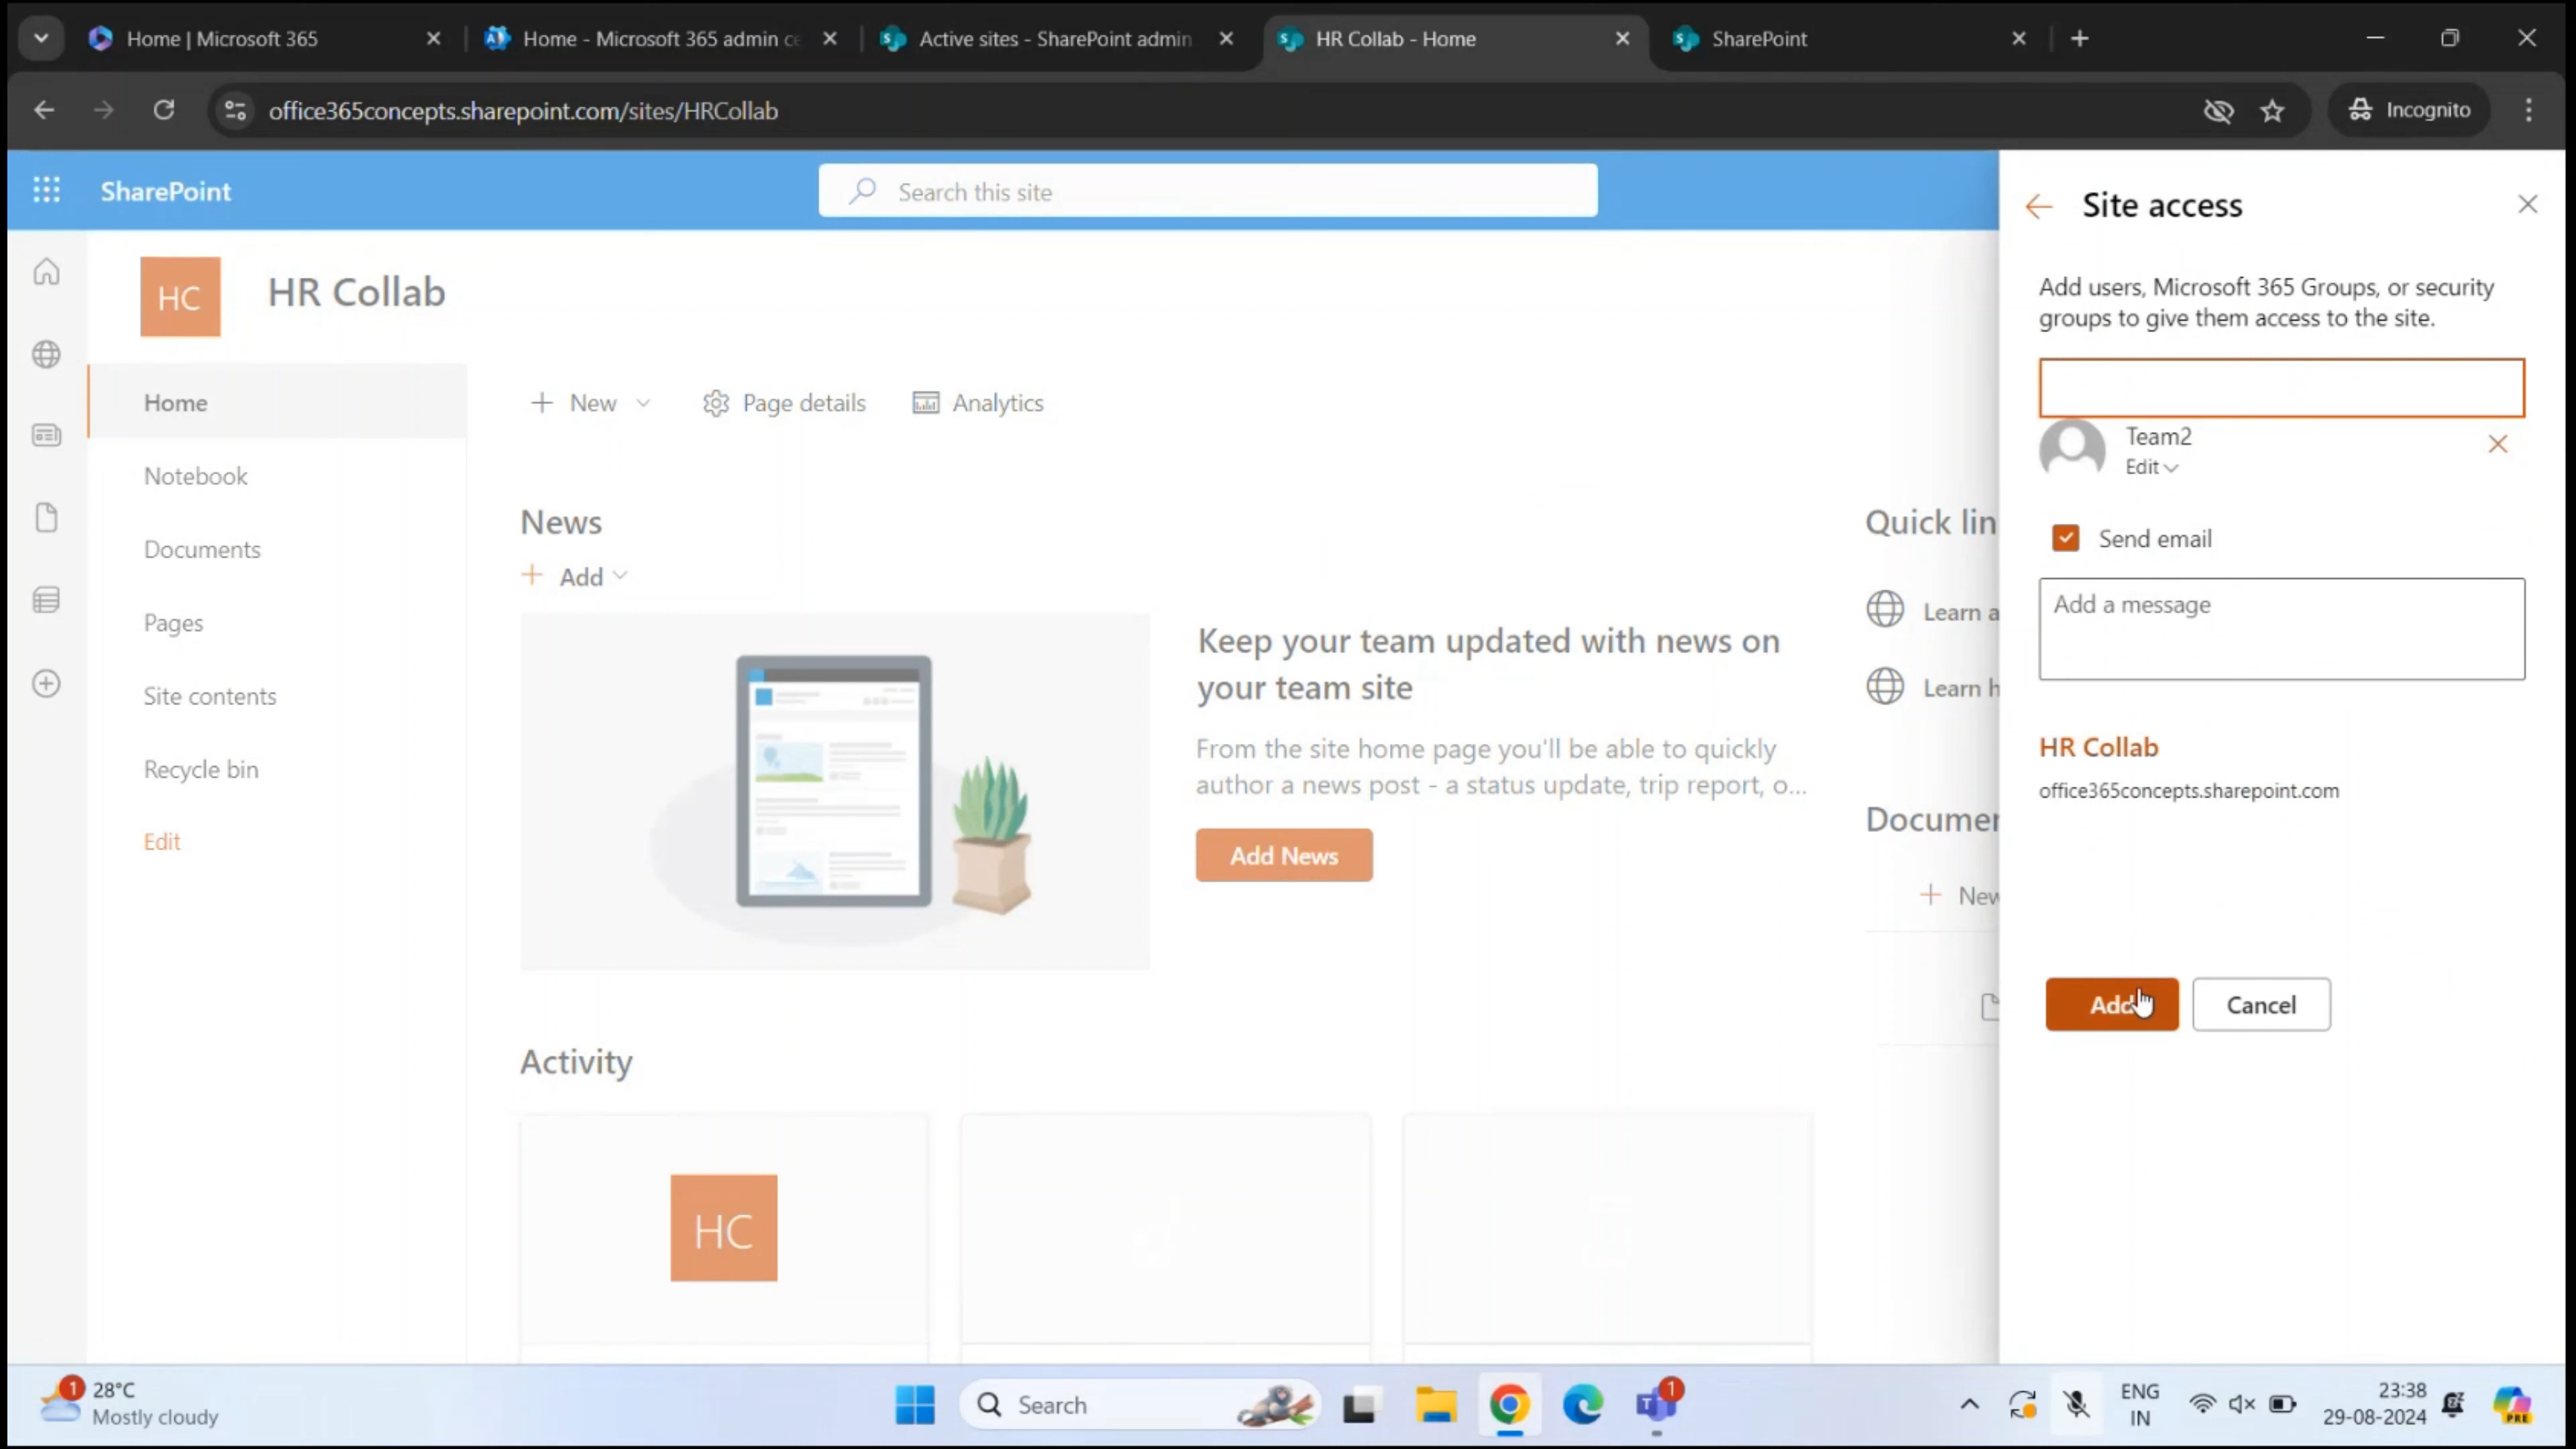 Home | Microsoft 365
Home - Microsoft 365 admin ce
Active sites - SharePoint admin
HR Collab - Home
SharePoint
office365concepts.sharepoint.com/sites/HRCollab
Incognito
SharePoint
Search this site
HC
HR Collab
Home
Notebook
Documents
Pages
Site contents
Recycle bin
Edit
New
Page details
Analytics
News
Add
Keep your team updated with news on
your team site
From the site home page you'll be able to quickly
author a news post - a status update, trip report, o...
Add News
Activity
HC
Quick lin
Learn a
Learn h
Documer
New
Site access
Add users, Microsoft 365 Groups, or security
groups to give them access to the site.
Team2
Edit
Send email
Add a message
HR Collab
office365concepts.sharepoint.com
Add
Cancel
1
28°C
Mostly cloudy
Search
1
ENG
IN
23:38
29-08-2024
PRE